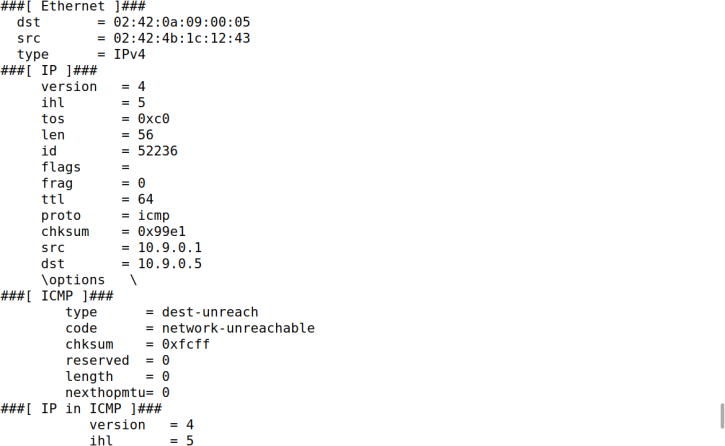 ###[ Ethernet ]###
  dst       = 02:42:0a:09:00:05
  src       = 02:42:4b:1c:12:43
  type      = IPv4
###[ IP ]###
     version   = 4
     ihl       = 5
     tos       = 0xc0
     len       = 56
     id        = 52236
     flags     =
     frag      = 0
     ttl       = 64
     proto     = icmp
     chksum    = 0x99e1
     src       = 10.9.0.1
     dst       = 10.9.0.5
     \options   \
###[ ICMP ]###
        type      = dest-unreach
        code      = network-unreachable
        chksum    = 0xfcff
        reserved  = 0
        length    = 0
        nexthopmtu= 0
###[ IP in ICMP ]###
           version   = 4
           ihl       = 5